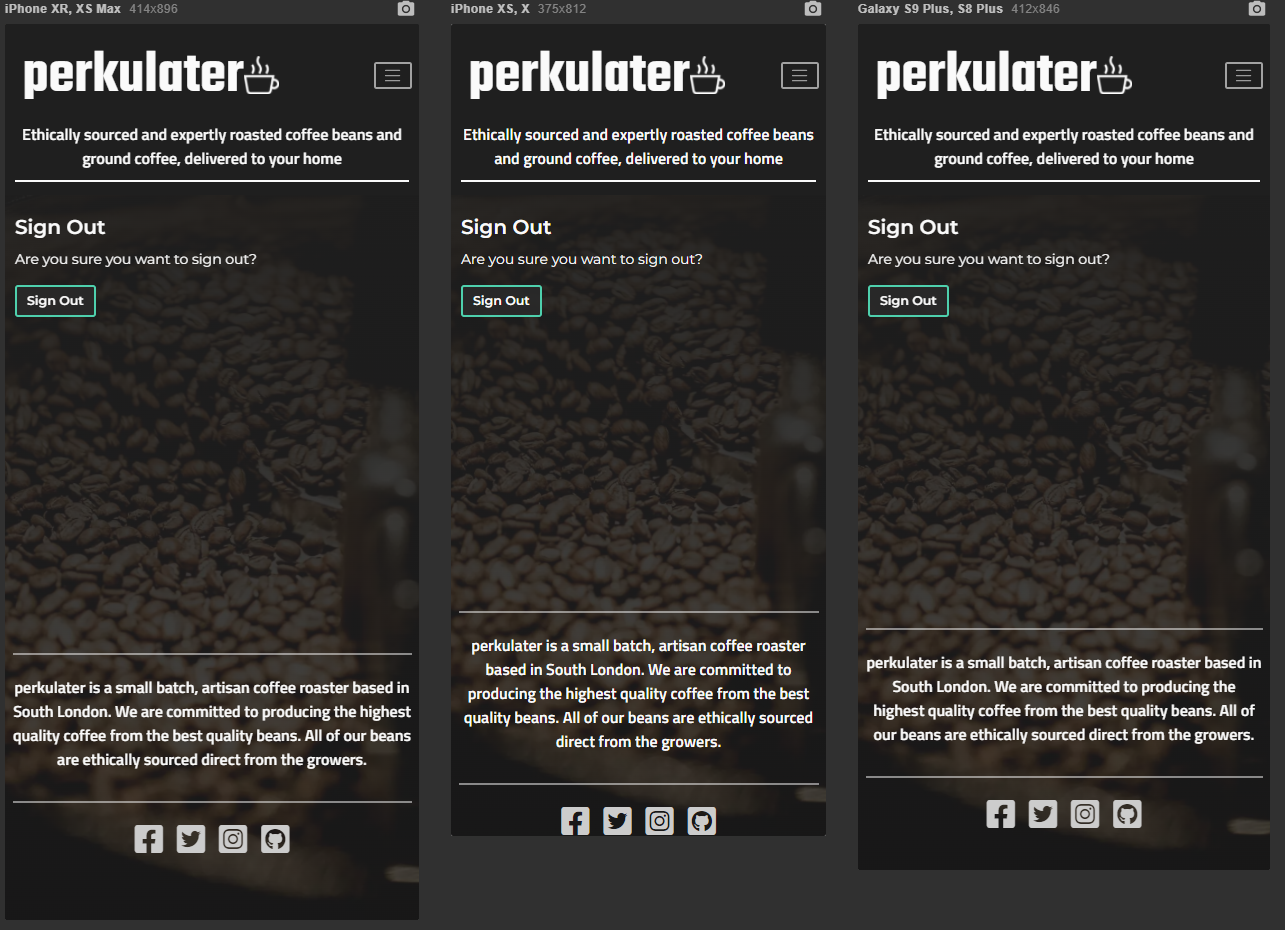 iPhone XR, XS Max 414x896
perkulater
Ethically sourced and expertly roasted coffee beans and
ground coffee, delivered to your home
Sign Out
Are you sure you want to sign out?
Sign Out
perkulater is a small batch, artisan coffee roaster based in
South London. We are committed to producing the highest
quality coffee from the best quality beans. All of our beans
are ethically sourced direct from the growers.
iPhone XS, X 375x812
perkulater
Ethically sourced and expertly roasted coffee beans
and ground coffee, delivered to your home
Sign Out
Are you sure you want to sign out?
Sign Out
perkulater is a small batch, artisan coffee roaster
based in South London. We are committed to
producing the highest quality coffee from the best
quality beans. All of our beans are ethically sourced
direct from the growers.
Galaxy S9 Plus, S8 Plus 412x846
perkulater
Ethically sourced and expertly roasted coffee beans and
ground coffee, delivered to your home
Sign Out
Are you sure you want to sign out?
Sign Out
perkulater is a small batch, artisan coffee roaster based in
South London. We are committed to producing the
highest quality coffee from the best quality beans. All of
our beans are ethically sourced direct from the growers.